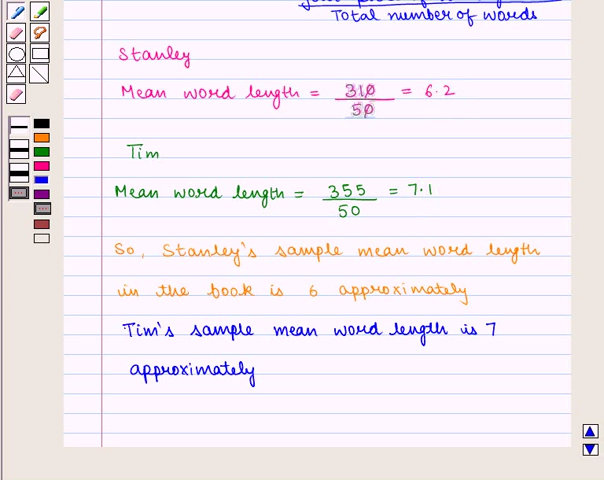 Total number of words
Stanley
Mean word length = 310/50 = 6.2
Tim
Mean word length = 355/50 = 7.1
So, Stanley's sample mean word length
in the book is 6 approximately
Tim's sample mean word length is 7
approximately